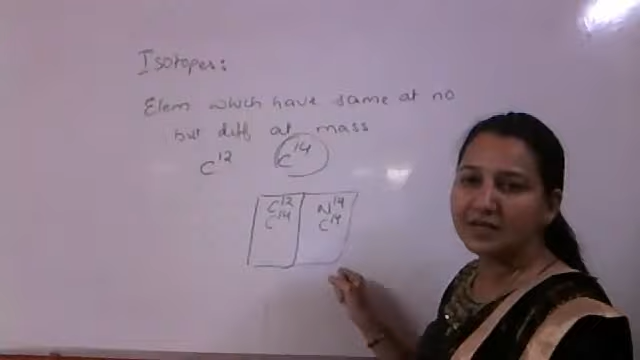 Isotopes:
Elem which have same at no
but diff at mass
C¹² C¹⁴
C¹² N¹⁴
C¹⁴ C¹⁴